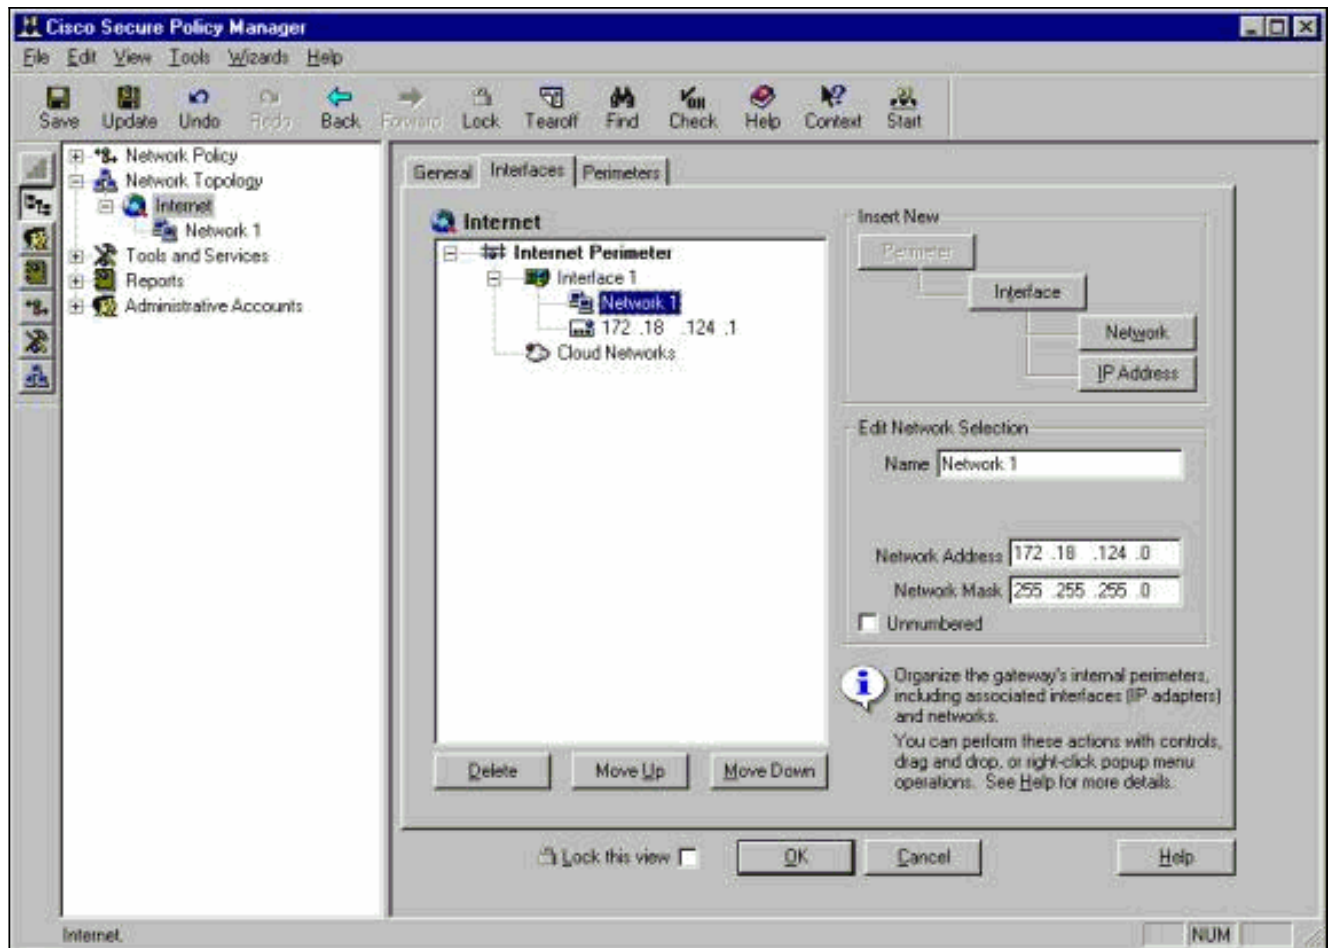 Cisco Secure Policy Manager
File Edit View Tools Wizards Help
Save Update Undo Redo Back Forward Lock Tearoff Find Check Help Context Start
Network Policy
Network Topology
Internet
Network 1
Tools and Services
Reports
Administrative Accounts
General Interfaces Perimeters
Internet
Internet Perimeter
Interface 1
Network 1
172 .18 .124 .1
Cloud Networks
Delete Move Up Move Down
Insert New
Perimeter
Interface
Network
IP Address
Edit Network Selection
Name Network 1
Network Address 172 .18 .124 .0
Network Mask 255 .255 .255 .0
Unnumbered
Organize the gateway's internal perimeters,
including associated interfaces (IP adapters)
and networks.
You can perform these actions with controls,
drag and drop, or right-click popup menu
operations. See Help for more details.
Lock this view OK Cancel Help
Internet. NUM